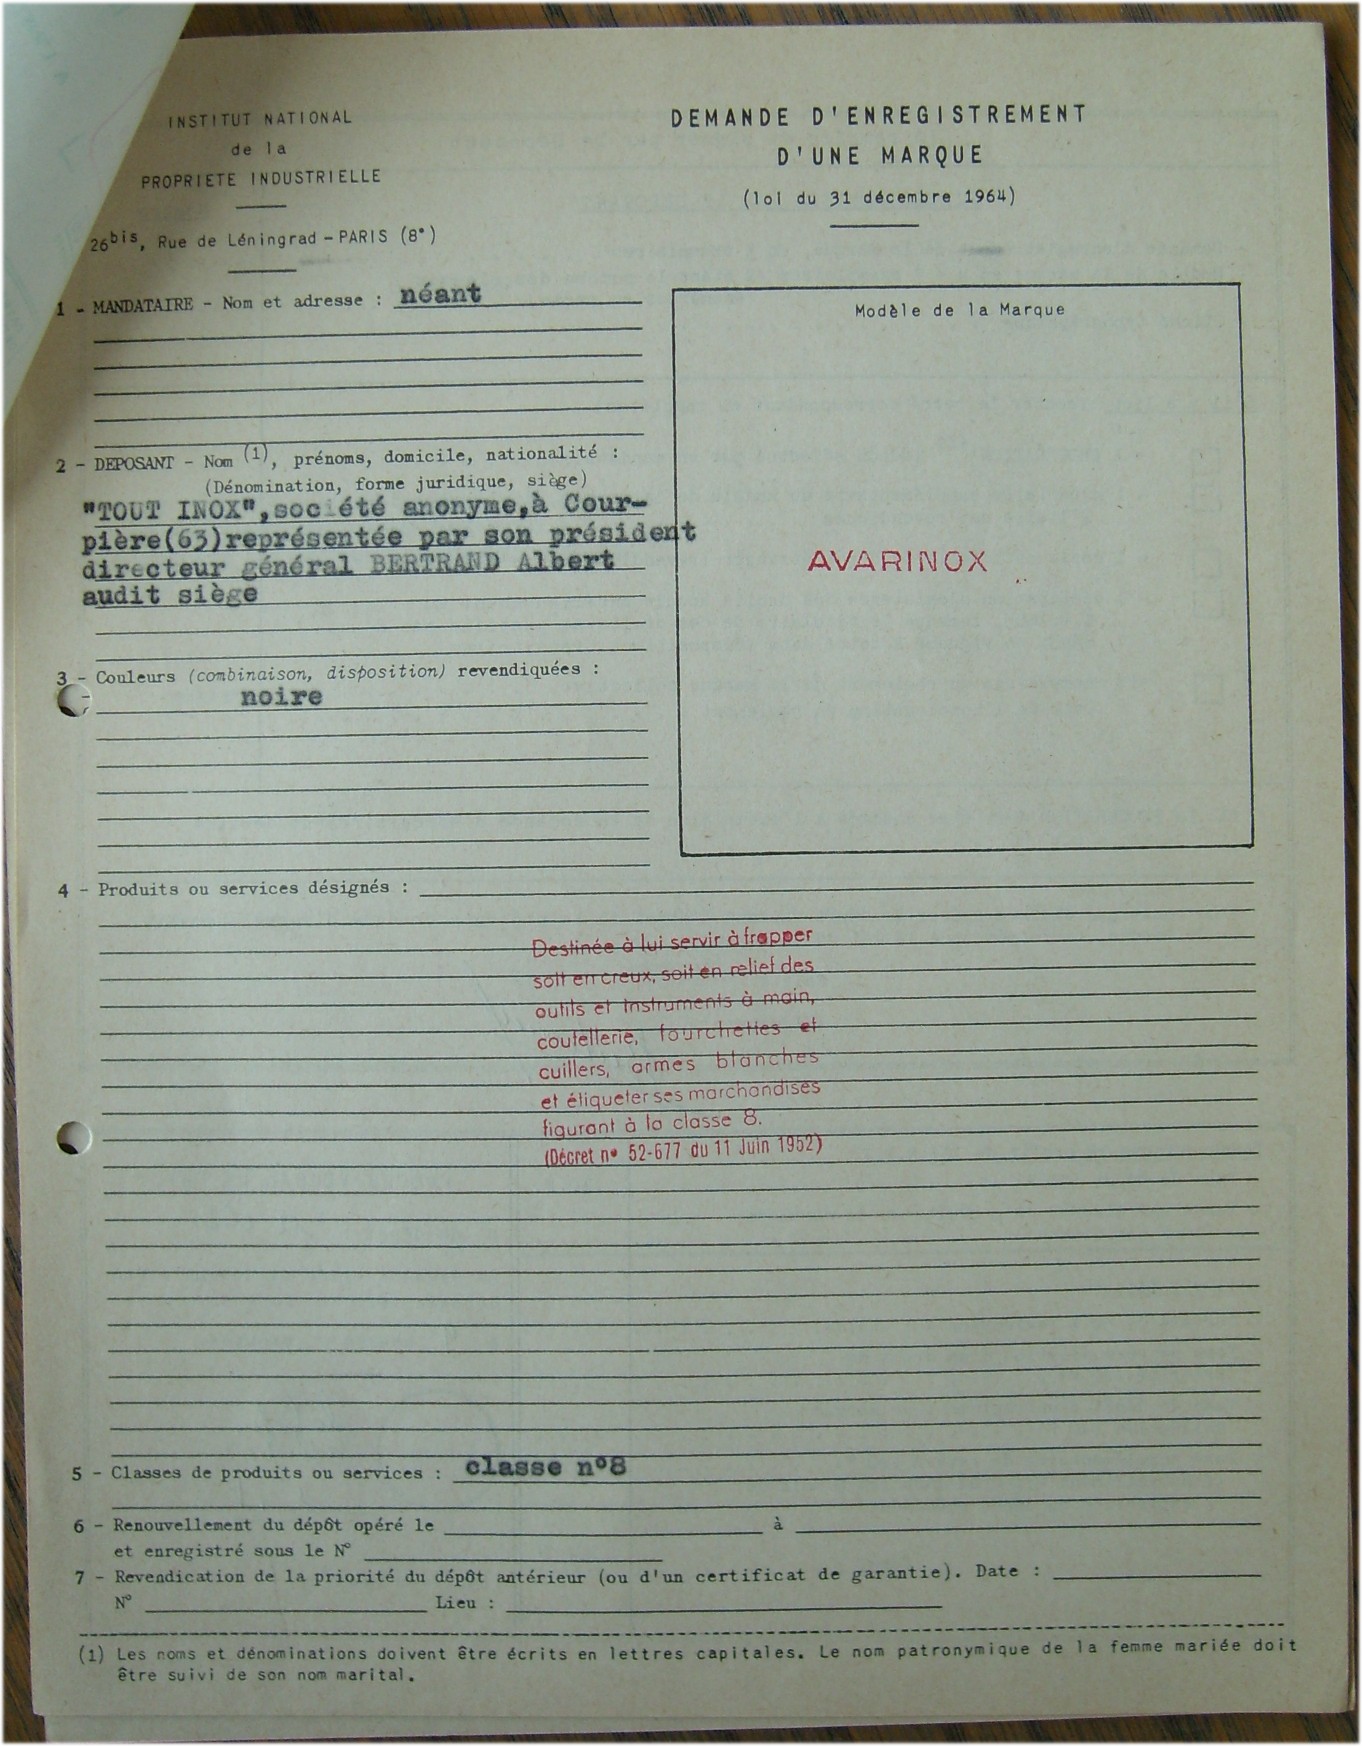 INSTITUT NATIONAL
de la
PROPRIETE INDUSTRIELLE
26bis, Rue de Léningrad - PARIS (8e)
DEMANDE D'ENREGISTREMENT
D'UNE MARQUE
(loi du 31 décembre 1964)
1 - MANDATAIRE - Nom et adresse : néant
2 - DEPOSANT - Nom (1), prénoms, domicile, nationalité :
(Dénomination, forme juridique, siège)
"TOUT INOX", société anonyme, à Cour-
pière(63)représentée par son président
directeur général BERTRAND Albert
audit siège
3 - Couleurs (combinaison, disposition) revendiquées :
noire
Modèle de la Marque
AVARINOX
4 - Produits ou services désignés :
Destinée à lui servir à frapper
soit en creux, soit en relief des
outils et instruments à main,
coutellerie, fourchettes et
cuillers, armes blanches
et étiqueter ses marchandises
figurant à la classe 8.
(Décret n° 52-677 du 11 Juin 1952)
5 - Classes de produits ou services : classe n°8
6 - Renouvellement du dépôt opéré le à
et enregistré sous le N°
7 - Revendication de la priorité du dépôt antérieur (ou d'un certificat de garantie). Date :
N° Lieu :
(1) Les noms et dénominations doivent être écrits en lettres capitales. Le nom patronymique de la femme mariée doit
être suivi de son nom marital.